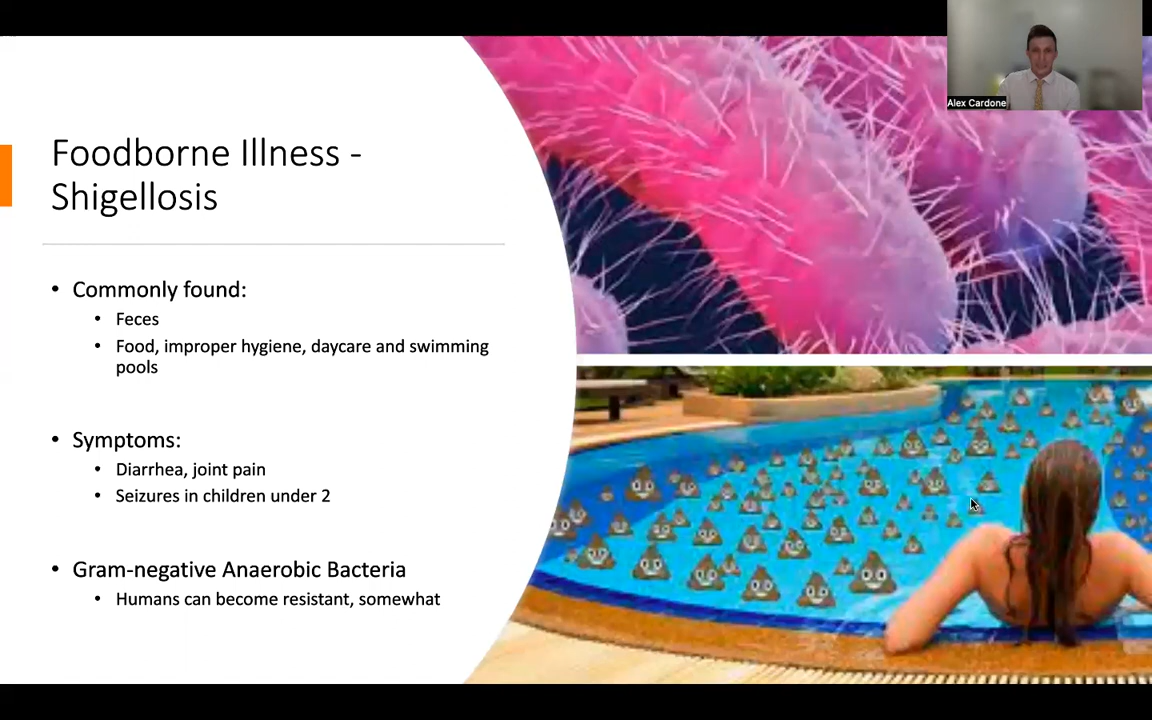 Alex Cardone
Foodborne Illness -
Shigellosis
• Commonly found:
• Feces
• Food, improper hygiene, daycare and swimming
pools
• Symptoms:
• Diarrhea, joint pain
• Seizures in children under 2
• Gram-negative Anaerobic Bacteria
• Humans can become resistant, somewhat